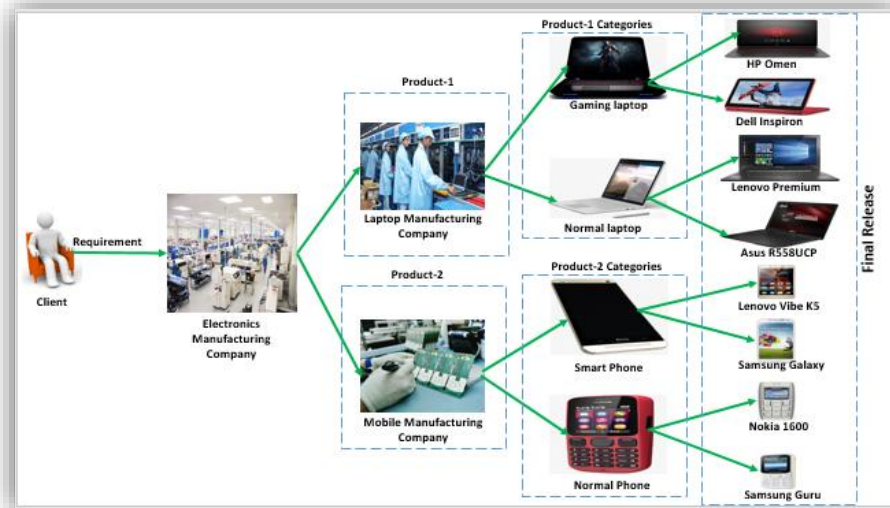 Product-1 Categories
HP Omen
Product-1
Gaming laptop
Dell Inspiron
Lenovo Premium
Laptop Manufacturing
Company
Normal laptop
Asus R558UCP
Final Release
Requirement
Client
Electronics
Manufacturing
Company
Product-2
Product-2 Categories
Lenovo Vibe K5
Smart Phone
Samsung Galaxy
Mobile Manufacturing
Company
Nokia 1600
Normal Phone
Samsung Guru